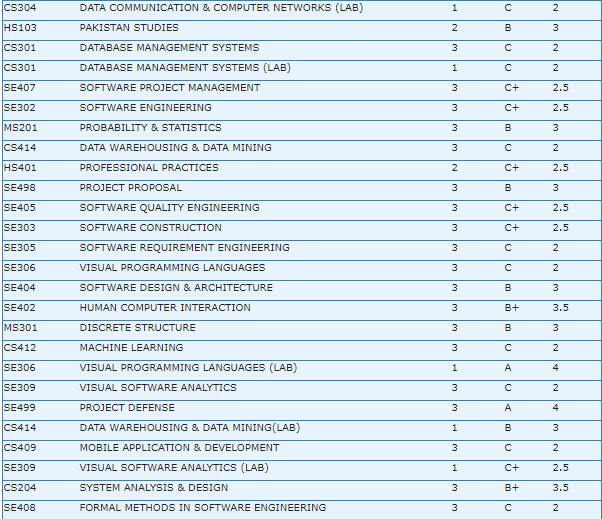 CS304 DATA COMMUNICATION & COMPUTER NETWORKS (LAB) 1 C 2
HS103 PAKISTAN STUDIES 2 B 3
CS301 DATABASE MANAGEMENT SYSTEMS 3 C 2
CS301 DATABASE MANAGEMENT SYSTEMS (LAB) 1 C 2
SE407 SOFTWARE PROJECT MANAGEMENT 3 C+ 2.5
SE302 SOFTWARE ENGINEERING 3 C+ 2.5
MS201 PROBABILITY & STATISTICS 3 B 3
CS414 DATA WAREHOUSING & DATA MINING 3 C 2
HS401 PROFESSIONAL PRACTICES 2 C+ 2.5
SE498 PROJECT PROPOSAL 3 B 3
SE405 SOFTWARE QUALITY ENGINEERING 3 C+ 2.5
SE303 SOFTWARE CONSTRUCTION 3 C+ 2.5
SE305 SOFTWARE REQUIREMENT ENGINEERING 3 C 2
SE306 VISUAL PROGRAMMING LANGUAGES 3 C 2
SE404 SOFTWARE DESIGN & ARCHITECTURE 3 B 3
SE402 HUMAN COMPUTER INTERACTION 3 B+ 3.5
MS301 DISCRETE STRUCTURE 3 B 3
CS412 MACHINE LEARNING 3 C 2
SE306 VISUAL PROGRAMMING LANGUAGES (LAB) 1 A 4
SE309 VISUAL SOFTWARE ANALYTICS 3 C 2
SE499 PROJECT DEFENSE 3 A 4
CS414 DATA WAREHOUSING & DATA MINING(LAB) 1 B 3
CS409 MOBILE APPLICATION & DEVELOPMENT 3 C 2
SE309 VISUAL SOFTWARE ANALYTICS (LAB) 1 C+ 2.5
CS204 SYSTEM ANALYSIS & DESIGN 3 B+ 3.5
SE408 FORMAL METHODS IN SOFTWARE ENGINEERING 3 C 2